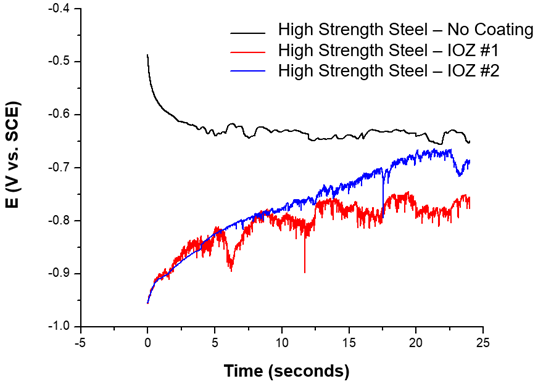 High Strength Steel – No Coating
High Strength Steel – IOZ #1
High Strength Steel – IOZ #2
E (V vs. SCE)
-0.4
-0.5
-0.6
-0.7
-0.8
-0.9
-1.0
-5
0
5
10
15
20
25
Time (seconds)